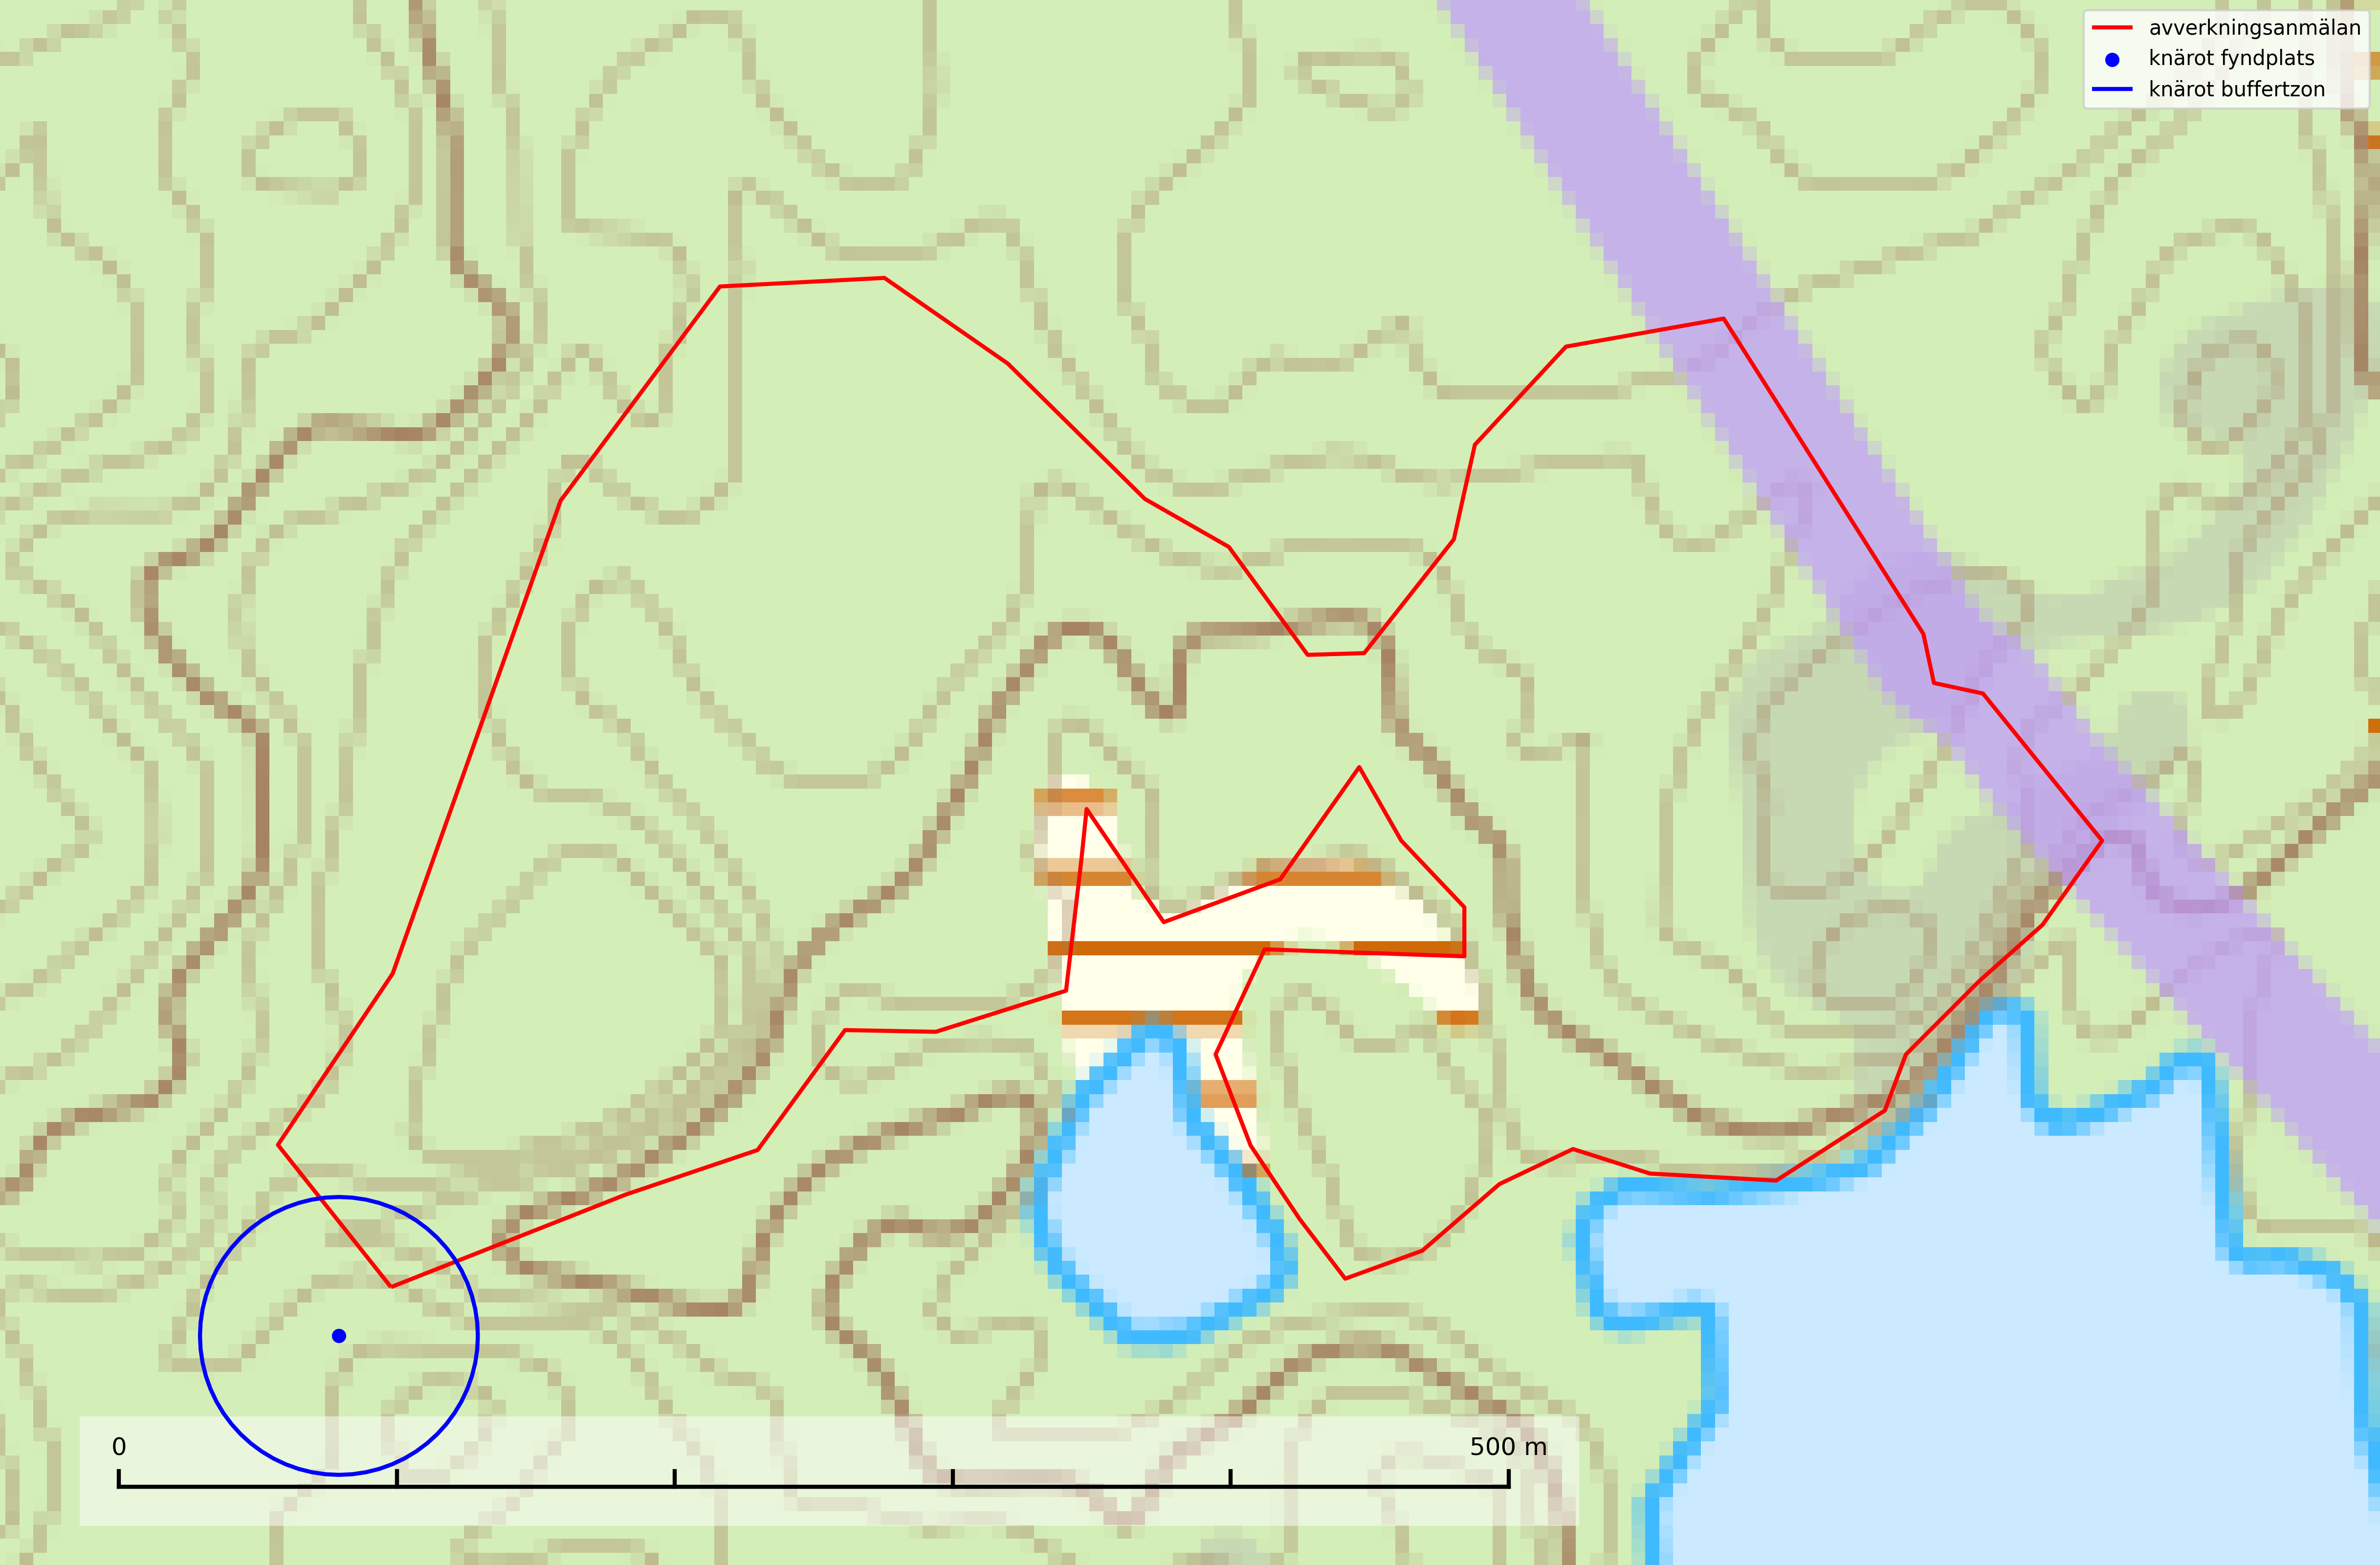 avverkningsanmälan
knärot fyndplats
knärot buffertzon
0
500 m